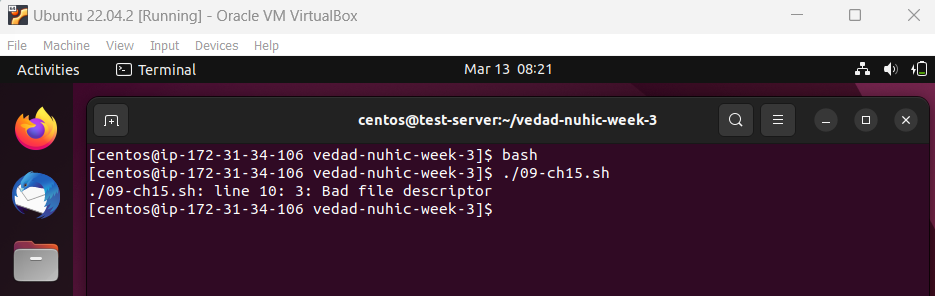 Ubuntu 22.04.2 [Running] - Oracle VM VirtualBox
File Machine View Input Devices Help
Activities Terminal Mar 13 08:21
centos@test-server:~/vedad-nuhic-week-3
[centos@ip-172-31-34-106 vedad-nuhic-week-3]$ bash
[centos@ip-172-31-34-106 vedad-nuhic-week-3]$ ./09-ch15.sh
./09-ch15.sh: line 10: 3: Bad file descriptor
[centos@ip-172-31-34-106 vedad-nuhic-week-3]$